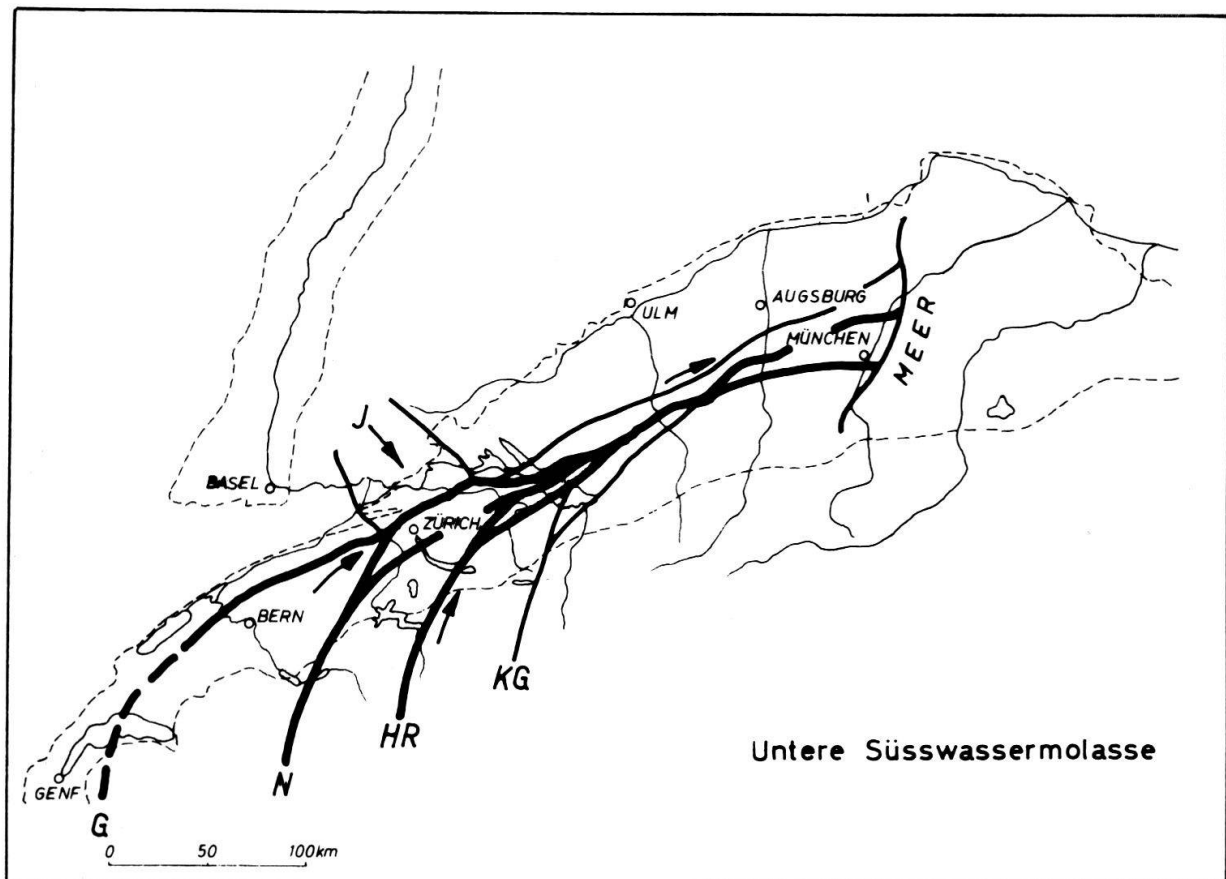 ULM
AUGSBURG
MÜNCHEN
MEER
J
BASEL
ZÜRICH
BERN
KG
HR
N
GENF
G
Untere Süsswassermolasse
0 50 100km